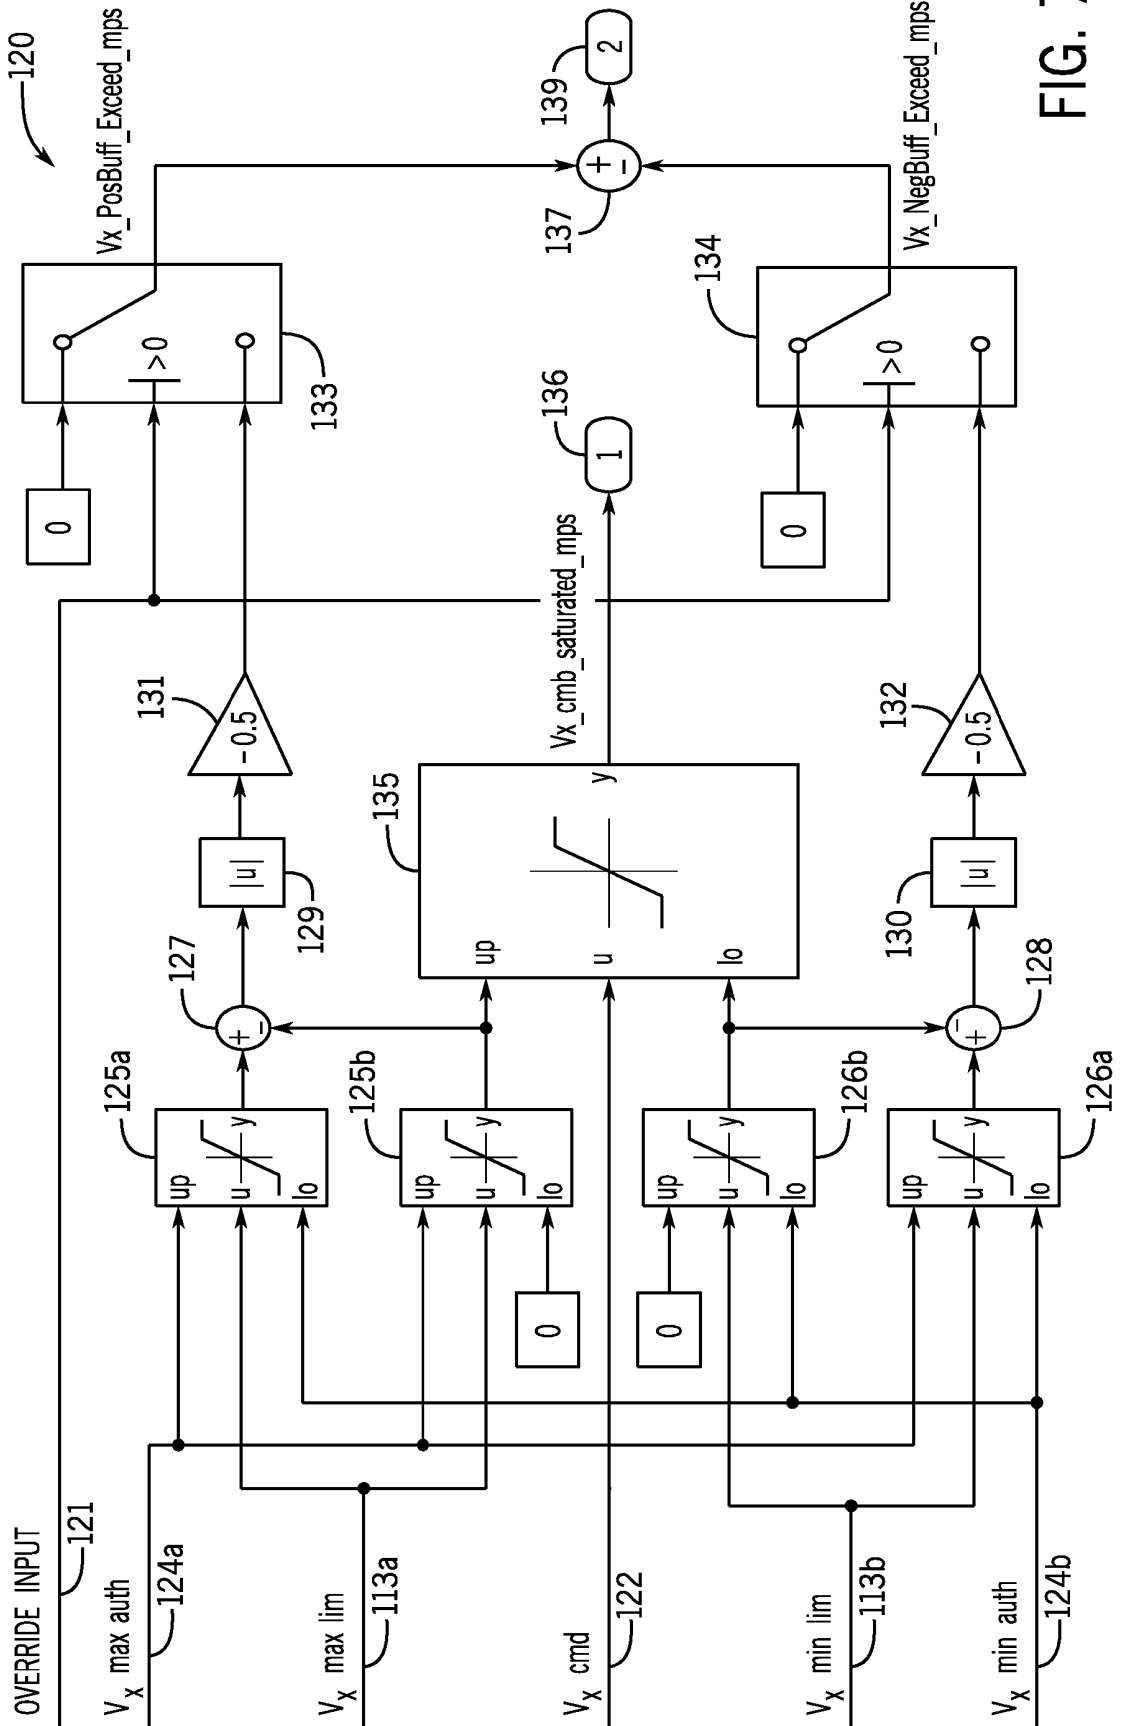 120
OVERRIDE INPUT
121
Vx max auth
124a
Vx max lim
113a
Vx cmd
122
Vx min lim
113b
Vx min auth
124b
up
u
y
lo
125a
up
u
y
lo
125b
0
0
up
u
y
lo
126b
up
u
y
lo
126a
+
-
127
+
-
128
|u|
129
|u|
130
-0.5
131
-0.5
132
up
u
y
lo
135
Vx_cmb_saturated_mps
1
136
0
>0
133
Vx_PosBuff_Exceed_mps
0
>0
134
Vx_NegBuff_Exceed_mps
+
-
137
2
139
FIG. 7